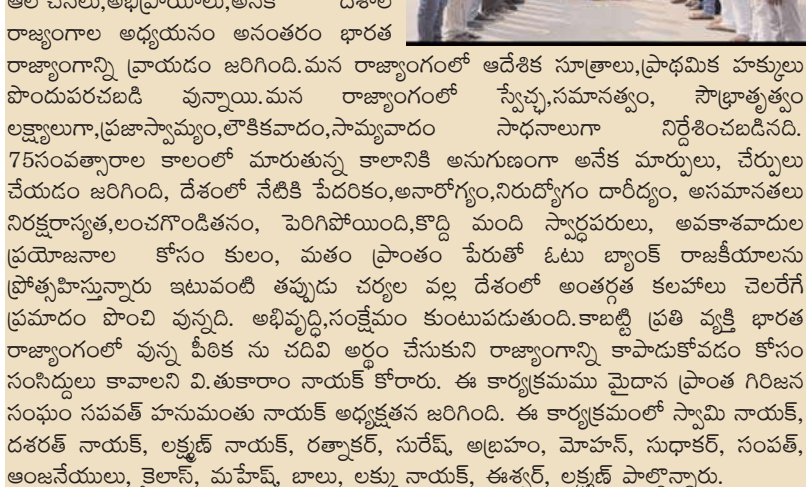 ఆలోచనలు,అభిప్రాయాలు,అనేక దేశాల
రాజ్యంగాల అధ్యయనం అనంతరం భారత
రాజ్యాంగాన్ని వ్రాయడం జరిగింది.మన రాజ్యాంగంలో ఆదేశిక సూత్రాలు,ప్రాథమిక హక్కులు
పొందుపరచబడి వున్నాయి.మన రాజ్యాంగంలో స్వేచ్ఛ,సమానత్వం, సౌభ్రాతృత్వం
లక్ష్యాలుగా,ప్రజాస్వామ్యం,లౌకికవాదం,సామ్యవాదం సాధనాలుగా నిర్దేశించబడినది.
75సంవత్సారాల కాలంలో మారుతున్న కాలానికి అనుగుణంగా అనేక మార్పులు, చేర్పులు
చేయడం జరిగింది, దేశంలో నేటికి పేదరికం,అనారోగ్యం,నిరుద్యోగం దారీద్యం, అసమానతలు
నిరక్షరాస్యత,లంచగొండితనం, పెరిగిపోయింది,కొద్ది మంది స్వార్ధపరులు, అవకాశవాదుల
ప్రయోజనాల కోసం కులం, మతం ప్రాంతం పేరుతో ఓటు బ్యాంక్ రాజకీయాలను
ప్రోత్సహిస్తున్నారు ఇటువంటి తప్పుడు చర్యల వల్ల దేశంలో అంతర్గత కలహాలు చెలరేగే
ప్రమాదం పొంచి వున్నది. అభివృద్ధి,సంక్షేమం కుంటుపడుతుంది.కాబట్టి ప్రతి వ్యక్తి భారత
రాజ్యాంగంలో వున్న పీఠిక ను చదివి అర్థం చేసుకుని రాజ్యాంగాన్ని కాపాడుకోవడం కోసం
సంసిద్దులు కావాలని వి.తుకారాం నాయక్ కోరారు. ఈ కార్యక్రమము మైదాన ప్రాంత గిరిజన
సంఘం సపవత్ హనుమంతు నాయక్ అధ్యక్షతన జరిగింది. ఈ కార్యక్రమంలో స్వామి నాయక్,
దశరత్ నాయక్, లక్ష్మణ్ నాయక్, రత్నాకర్, సురేష్, అబ్రహం, మోహన్, సుధాకర్, సంపత్,
ఆంజనేయులు, కైలాస్, మహేష్, బాలు, లక్కు నాయక్, ఈశ్వర్, లక్ష్మణ్ పాల్గొన్నారు.